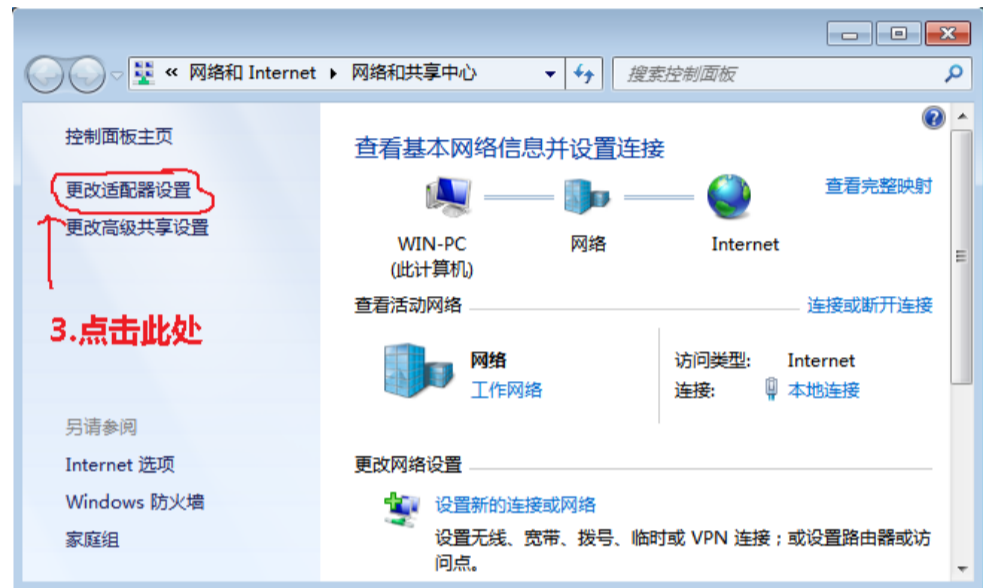 « 网络和 Internet ▸ 网络和共享中心
搜索控制面板
控制面板主页
更改适配器设置
更改高级共享设置
3.点击此处
另请参阅
Internet 选项
Windows 防火墙
家庭组
查看基本网络信息并设置连接
查看完整映射
WIN-PC
(此计算机)
网络
Internet
查看活动网络
连接或断开连接
网络
工作网络
访问类型: Internet
连接: 本地连接
更改网络设置
设置新的连接或网络
设置无线、宽带、拨号、临时或 VPN 连接；或设置路由器或访
问点。